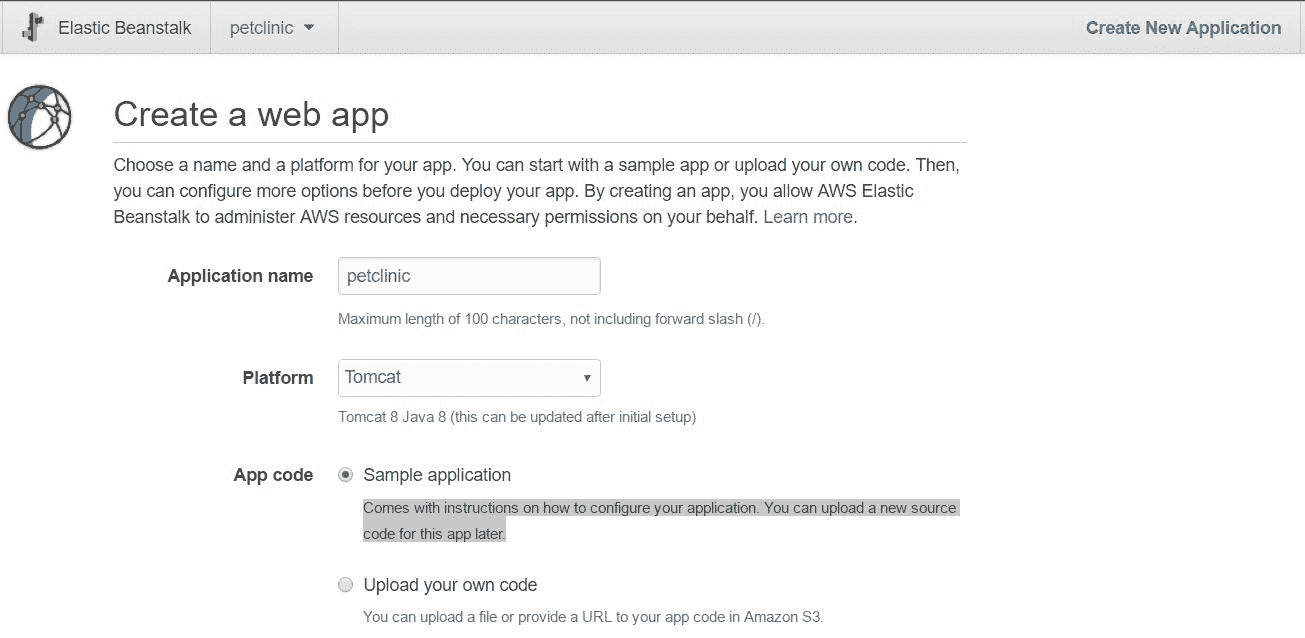 Elastic Beanstalk petclinic Create New Application
Create a web app
Choose a name and a platform for your app. You can start with a sample app or upload your own code. Then,
you can configure more options before you deploy your app. By creating an app, you allow AWS Elastic
Beanstalk to administer AWS resources and necessary permissions on your behalf. Learn more.
Application name petclinic
Maximum length of 100 characters, not including forward slash (/).
Platform Tomcat
Tomcat 8 Java 8 (this can be updated after initial setup)
App code Sample application
Comes with instructions on how to configure your application. You can upload a new source
code for this app later.
Upload your own code
You can upload a file or provide a URL to your app code in Amazon S3.